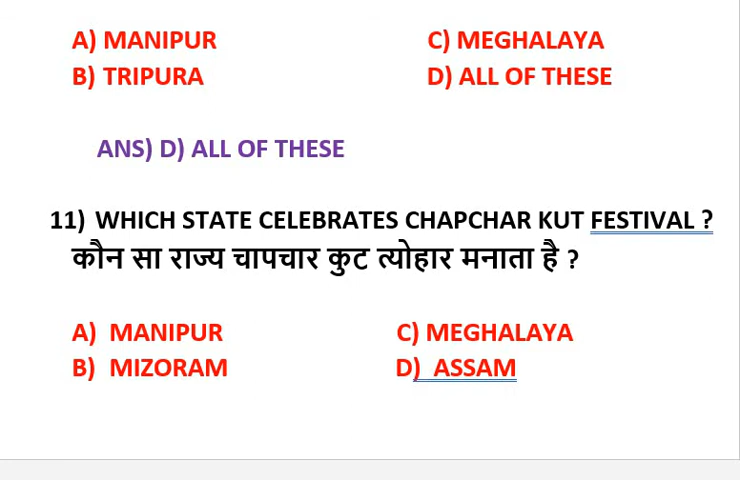 A) MANIPUR C) MEGHALAYA
B) TRIPURA D) ALL OF THESE
ANS) D) ALL OF THESE
11) WHICH STATE CELEBRATES CHAPCHAR KUT FESTIVAL ?
कौन सा राज्य चापचार कुट त्योहार मनाता है ?
A) MANIPUR C) MEGHALAYA
B) MIZORAM D) ASSAM